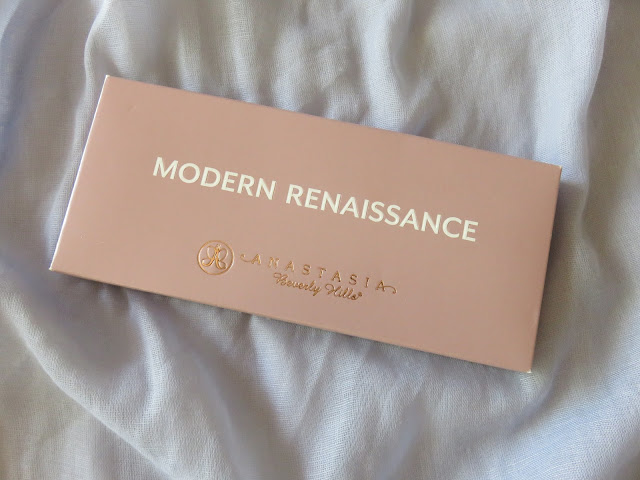 MODERN RENAISSANCE
ANASTASIA
Beverly Hills®